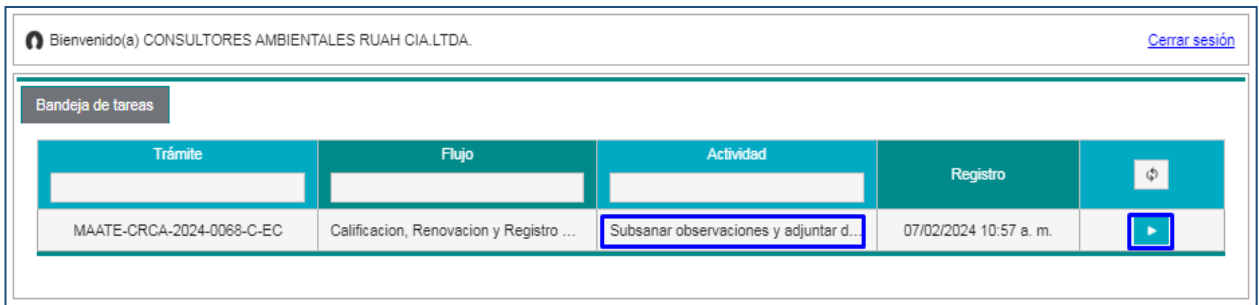 Bienvenido(a) CONSULTORES AMBIENTALES RUAH CIA.LTDA.
Cerrar sesión
Bandeja de tareas
Trámite
Flujo
Actividad
Registro
MAATE-CRCA-2024-0068-C-EC
Calificacion, Renovacion y Registro ...
Subsanar observaciones y adjuntar d...
07/02/2024 10:57 a. m.